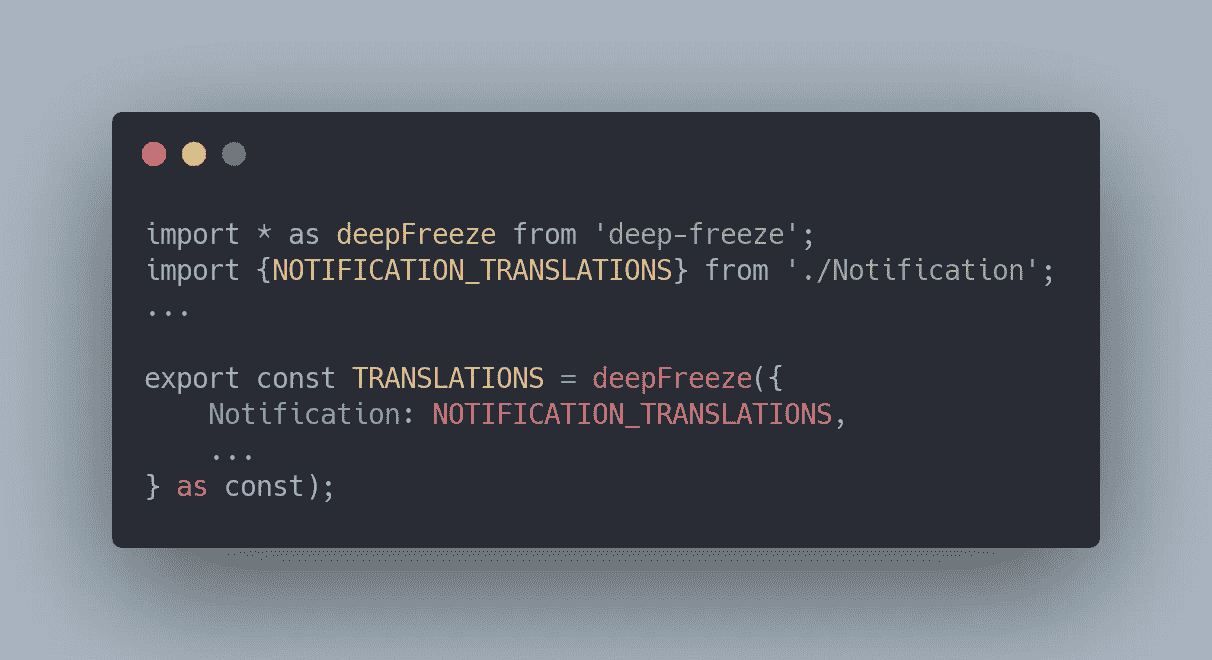 import * as deepFreeze from 'deep-freeze';
import {NOTIFICATION_TRANSLATIONS} from './Notification';
...
export const TRANSLATIONS = deepFreeze({
    Notification: NOTIFICATION_TRANSLATIONS,
    ...
} as const);